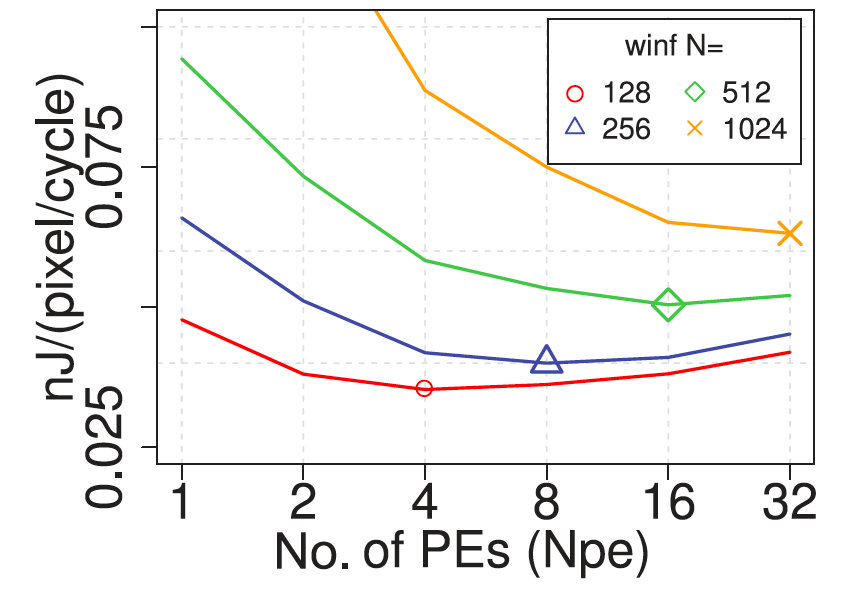 winf N=
128 512
256 1024
nJ/(pixel/cycle)
0.075
0.025
1 2 4 8 16 32
No. of PEs (Npe)